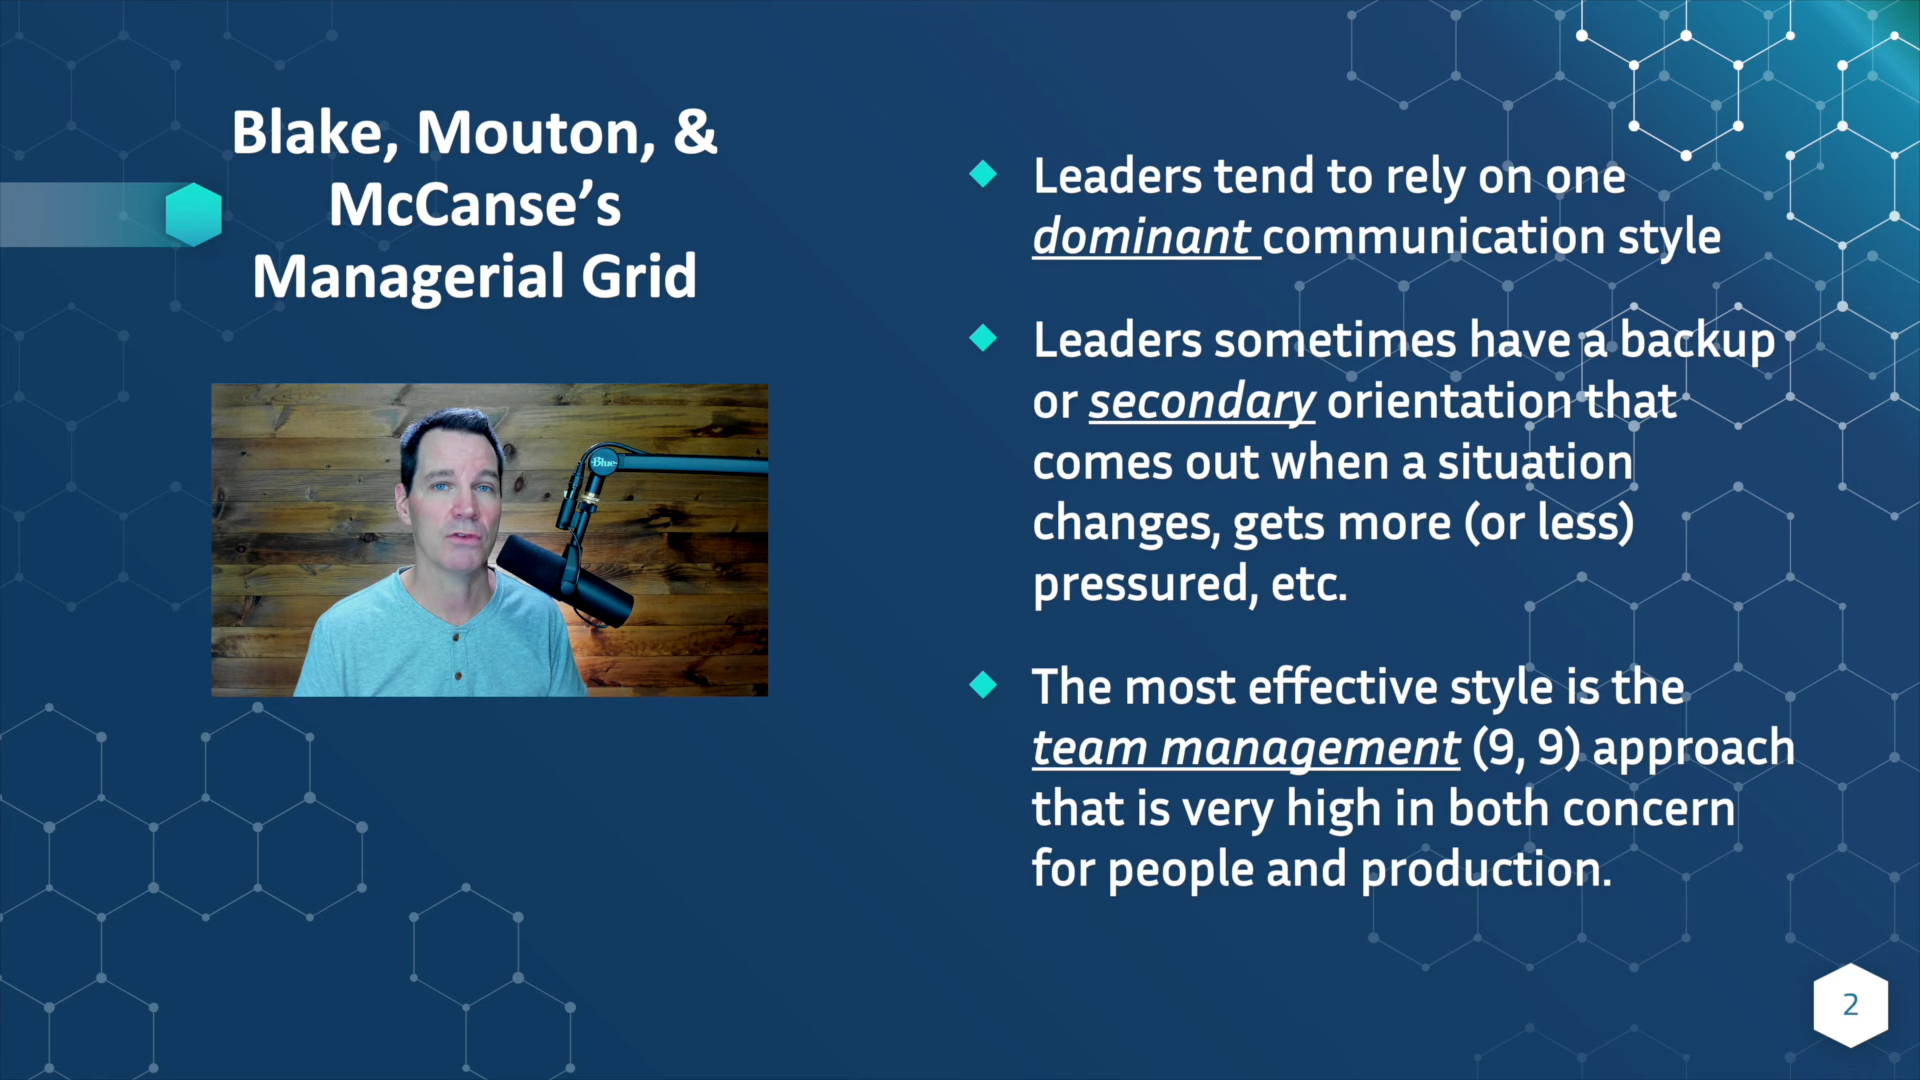 Blake, Mouton, &
McCanse’s
Managerial Grid
Blue
Leaders tend to rely on one
dominant communication style
Leaders sometimes have a backup
or secondary orientation that
comes out when a situation
changes, gets more (or less)
pressured, etc.
The most effective style is the
team management (9, 9) approach
that is very high in both concern
for people and production.
2